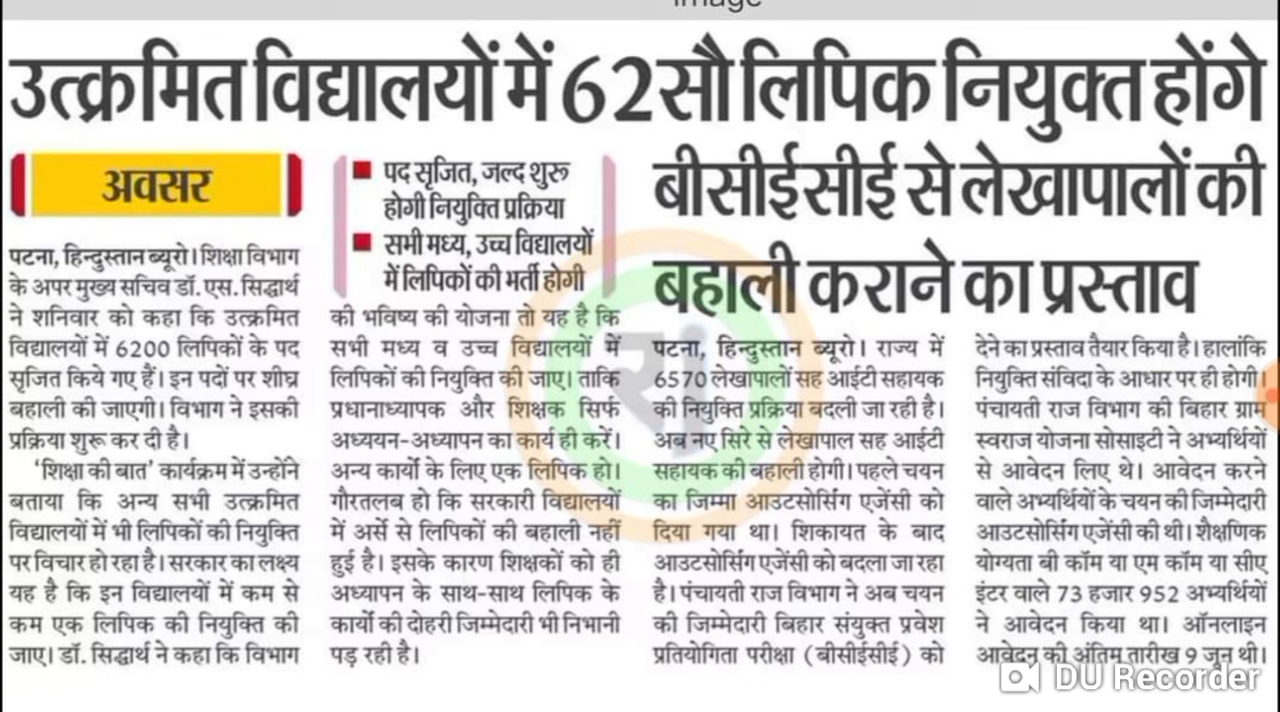 image
उत्क्रमित विद्यालयों में 62सौ लिपिक नियुक्त होंगे
अवसर
पद सृजित, जल्द शुरू
होगी नियुक्ति प्रक्रिया
सभी मध्य, उच्च विद्यालयों
में लिपिकों की भर्ती होगी
पटना, हिन्दुस्तान ब्यूरो। शिक्षा विभाग
के अपर मुख्य सचिव डॉ. एस. सिद्धार्थ
ने शनिवार को कहा कि उत्क्रमित
विद्यालयों में 6200 लिपिकों के पद
सृजित किये गए हैं। इन पदों पर शीघ्र
बहाली की जाएगी। विभाग ने इसकी
प्रक्रिया शुरू कर दी है।
‘शिक्षा की बात’ कार्यक्रम में उन्होंने
बताया कि अन्य सभी उत्क्रमित
विद्यालयों में भी लिपिकों की नियुक्ति
पर विचार हो रहा है। सरकार का लक्ष्य
यह है कि इन विद्यालयों में कम से
कम एक लिपिक की नियुक्ति की
जाए। डॉ. सिद्धार्थ ने कहा कि विभाग
की भविष्य की योजना तो यह है कि
सभी मध्य व उच्च विद्यालयों में
लिपिकों की नियुक्ति की जाए। ताकि
प्रधानाध्यापक और शिक्षक सिर्फ
अध्ययन-अध्यापन का कार्य ही करें।
अन्य कार्यों के लिए एक लिपिक हो।
गौरतलब हो कि सरकारी विद्यालयों
में अर्से से लिपिकों की बहाली नहीं
हुई है। इसके कारण शिक्षकों को ही
अध्यापन के साथ-साथ लिपिक के
कार्यों की दोहरी जिम्मेदारी भी निभानी
पड़ रही है।
बीसीईसीई से लेखापालों की
बहाली कराने का प्रस्ताव
पटना, हिन्दुस्तान ब्यूरो। राज्य में
6570 लेखापालों सह आईटी सहायक
की नियुक्ति प्रक्रिया बदली जा रही है।
अब नए सिरे से लेखापाल सह आईटी
सहायक की बहाली होगी। पहले चयन
का जिम्मा आउटसोर्सिंग एजेंसी को
दिया गया था। शिकायत के बाद
आउटसोर्सिंग एजेंसी को बदला जा रहा
है। पंचायती राज विभाग ने अब चयन
की जिम्मेदारी बिहार संयुक्त प्रवेश
प्रतियोगिता परीक्षा (बीसीईसीई) को
देने का प्रस्ताव तैयार किया है। हालांकि
नियुक्ति संविदा के आधार पर ही होगी।
पंचायती राज विभाग की बिहार ग्राम
स्वराज योजना सोसाइटी ने अभ्यर्थियों
से आवेदन लिए थे। आवेदन करने
वाले अभ्यर्थियों के चयन की जिम्मेदारी
आउटसोर्सिंग एजेंसी की थी। शैक्षणिक
योग्यता बी कॉम या एम कॉम या सीए
इंटर वाले 73 हजार 952 अभ्यर्थियों
ने आवेदन किया था। ऑनलाइन
आवेदन की अंतिम तारीख 9 जून थी।
DU Recorder